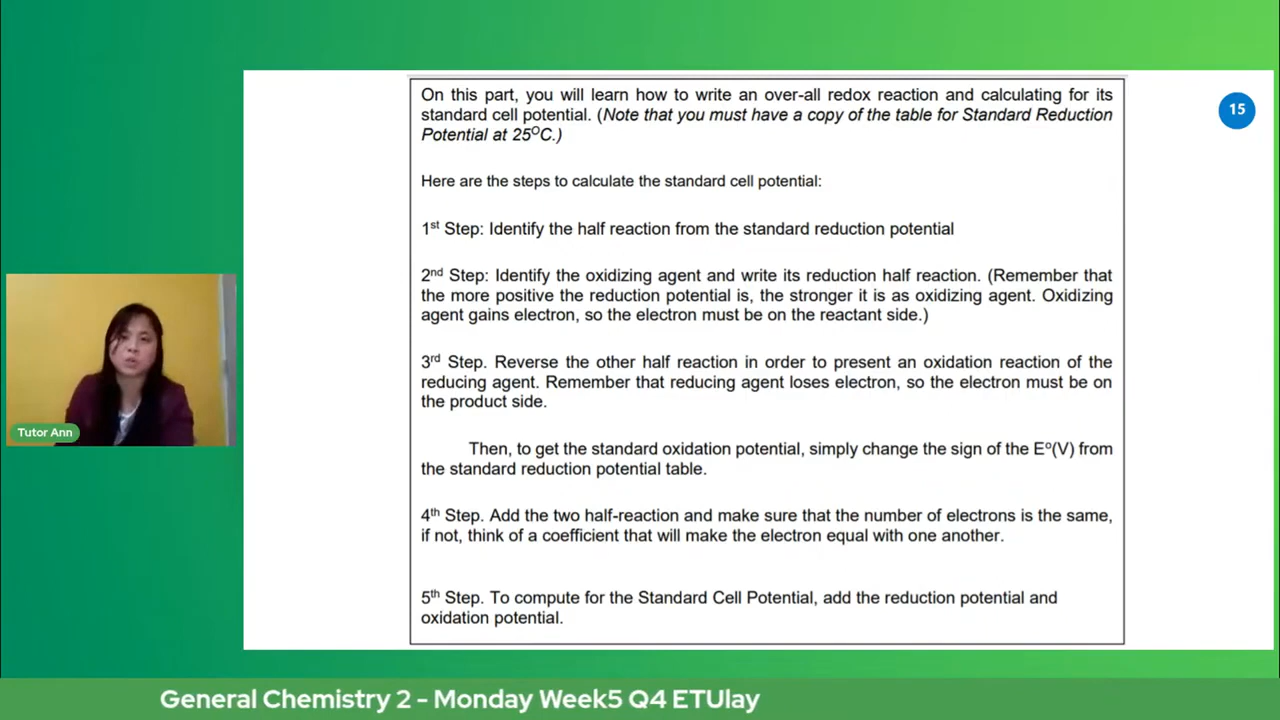 On this part, you will learn how to write an over-all redox reaction and calculating for its
standard cell potential. (Note that you must have a copy of the table for Standard Reduction
Potential at 25ᴼC.)
15
Here are the steps to calculate the standard cell potential:
1ˢᵗ Step: Identify the half reaction from the standard reduction potential
2ⁿᵈ Step: Identify the oxidizing agent and write its reduction half reaction. (Remember that
the more positive the reduction potential is, the stronger it is as oxidizing agent. Oxidizing
agent gains electron, so the electron must be on the reactant side.)
3ʳᵈ Step. Reverse the other half reaction in order to present an oxidation reaction of the
reducing agent. Remember that reducing agent loses electron, so the electron must be on
the product side.
Then, to get the standard oxidation potential, simply change the sign of the Eᵒ(V) from
the standard reduction potential table.
4ᵗʰ Step. Add the two half-reaction and make sure that the number of electrons is the same,
if not, think of a coefficient that will make the electron equal with one another.
5ᵗʰ Step. To compute for the Standard Cell Potential, add the reduction potential and
oxidation potential.
Tutor Ann
General Chemistry 2 - Monday Week5 Q4 ETUlay